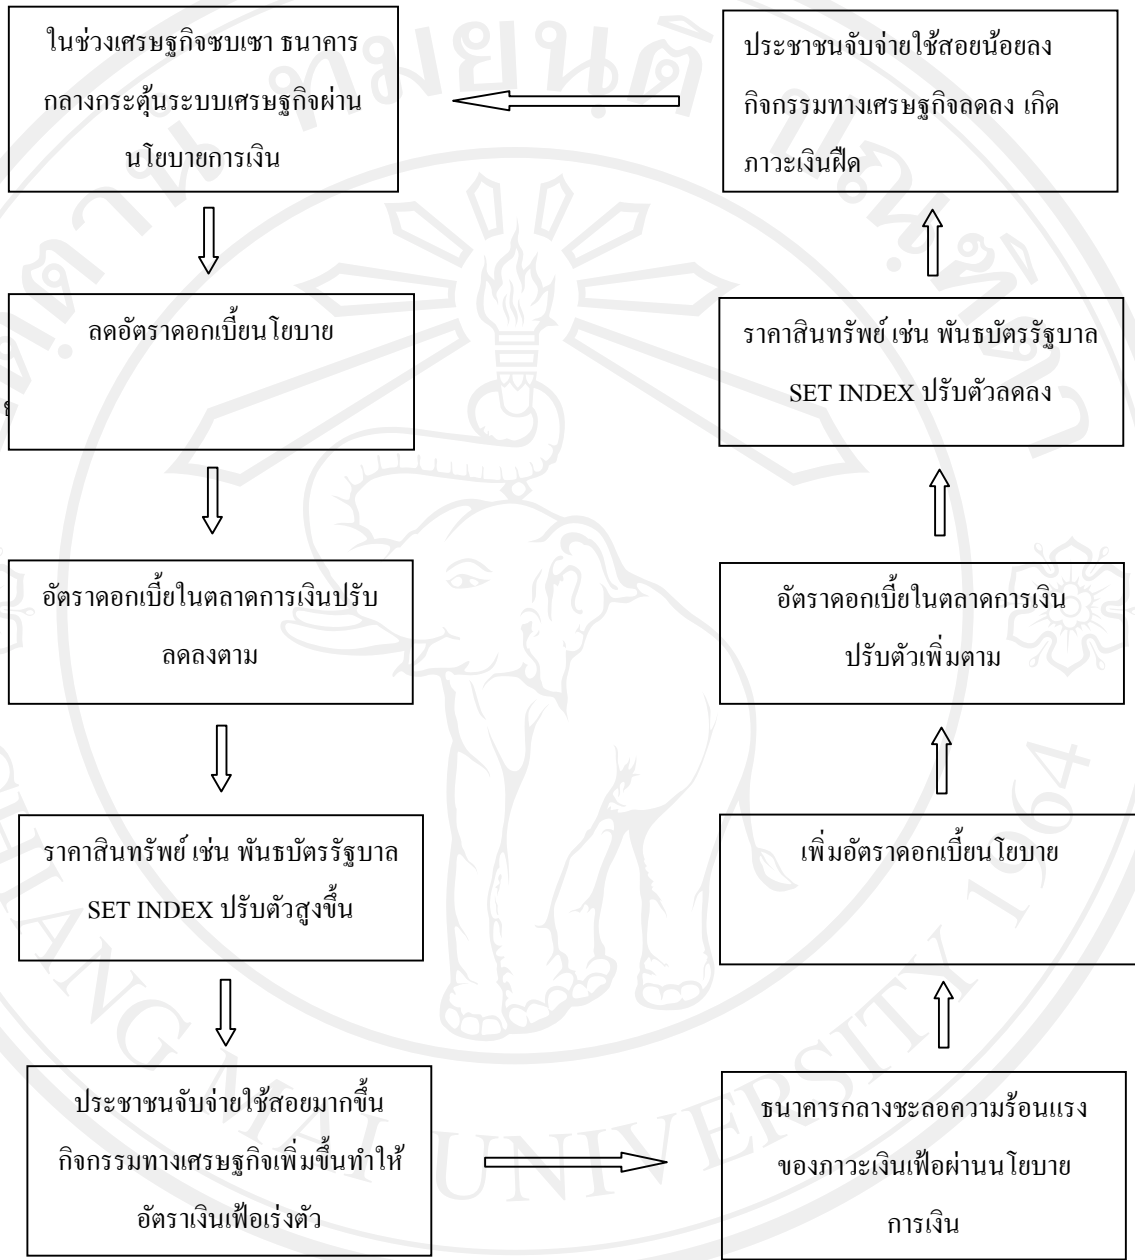 ในช่วงเศรษฐกิจซบเซา ธนาคาร
กลางกระตุ้นระบบเศรษฐกิจผ่าน
นโยบายการเงิน
ลดอัตราดอกเบี้ยนโยบาย
อัตราดอกเบี้ยในตลาดการเงินปรับ
ลดลงตาม
ราคาสินทรัพย์ เช่น พันธบัตรรัฐบาล
SET INDEX ปรับตัวสูงขึ้น
ประชาชนจับจ่ายใช้สอยมากขึ้น
กิจกรรมทางเศรษฐกิจเพิ่มขึ้นทำให้
อัตราเงินเฟ้อเร่งตัว
ธนาคารกลางชะลอความร้อนแรง
ของภาวะเงินเฟ้อผ่านนโยบาย
การเงิน
เพิ่มอัตราดอกเบี้ยนโยบาย
อัตราดอกเบี้ยในตลาดการเงิน
ปรับตัวเพิ่มตาม
ราคาสินทรัพย์ เช่น พันธบัตรรัฐบาล
SET INDEX ปรับตัวลดลง
ประชาชนจับจ่ายใช้สอยน้อยลง
กิจกรรมทางเศรษฐกิจลดลง เกิด
ภาวะเงินฝืด
CHIANG MAI UNIVERSITY 1964